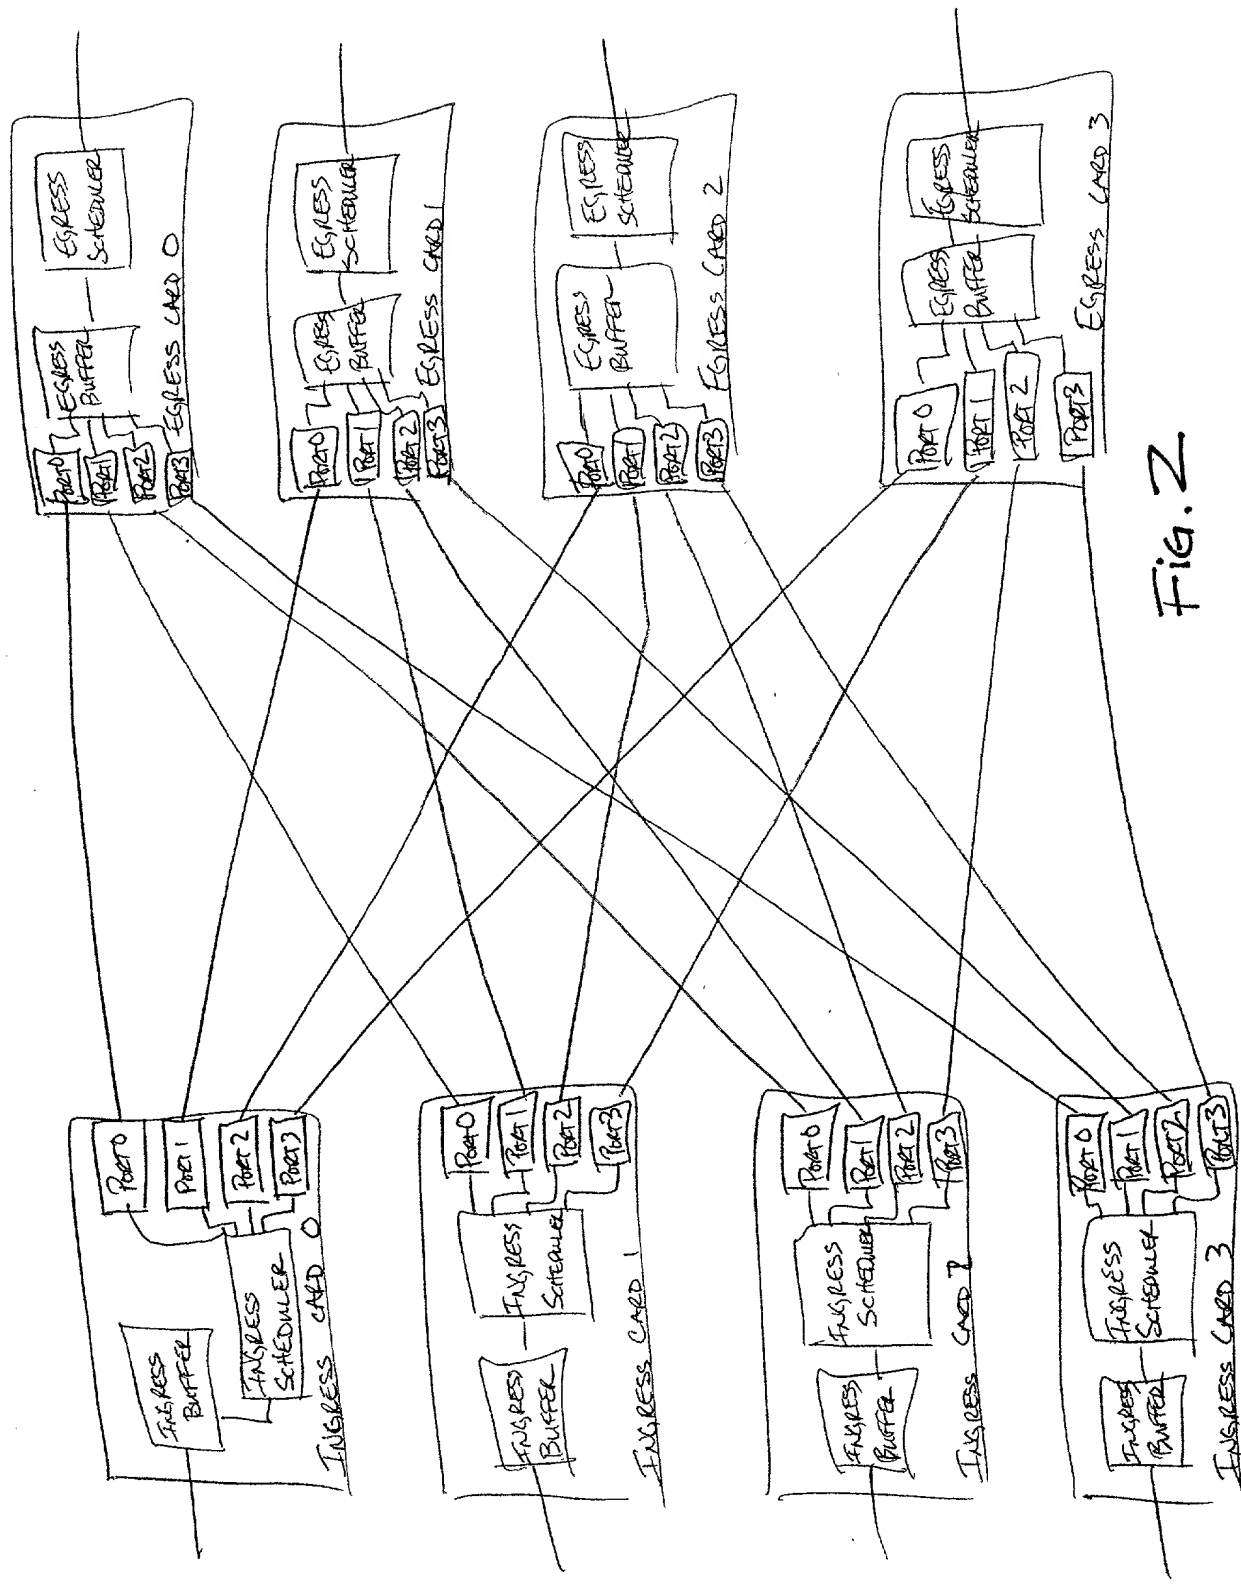 INGRESS
BUFFER
INGRESS
SCHEDULER
PORT 0
PORT 1
PORT 2
PORT 3
INGRESS CARD 0
INGRESS
BUFFER
INGRESS
SCHEDULER
PORT 0
PORT 1
PORT 2
PORT 3
INGRESS CARD 1
INGRESS
BUFFER
INGRESS
SCHEDULER
PORT 0
PORT 1
PORT 2
PORT 3
INGRESS CARD 2
INGRESS
BUFFER
INGRESS
SCHEDULER
PORT 0
PORT 1
PORT 2
PORT 3
INGRESS CARD 3
PORT 0
PORT 1
PORT 2
PORT 3
EGRESS
BUFFER
EGRESS
SCHEDULER
EGRESS CARD 0
PORT 0
PORT 1
PORT 2
PORT 3
EGRESS
BUFFER
EGRESS
SCHEDULER
EGRESS CARD 1
PORT 0
PORT 1
PORT 2
PORT 3
EGRESS
BUFFER
EGRESS
SCHEDULER
EGRESS CARD 2
PORT 0
PORT 1
PORT 2
PORT 3
EGRESS
BUFFER
EGRESS
SCHEDULER
EGRESS CARD 3
FIG. 2